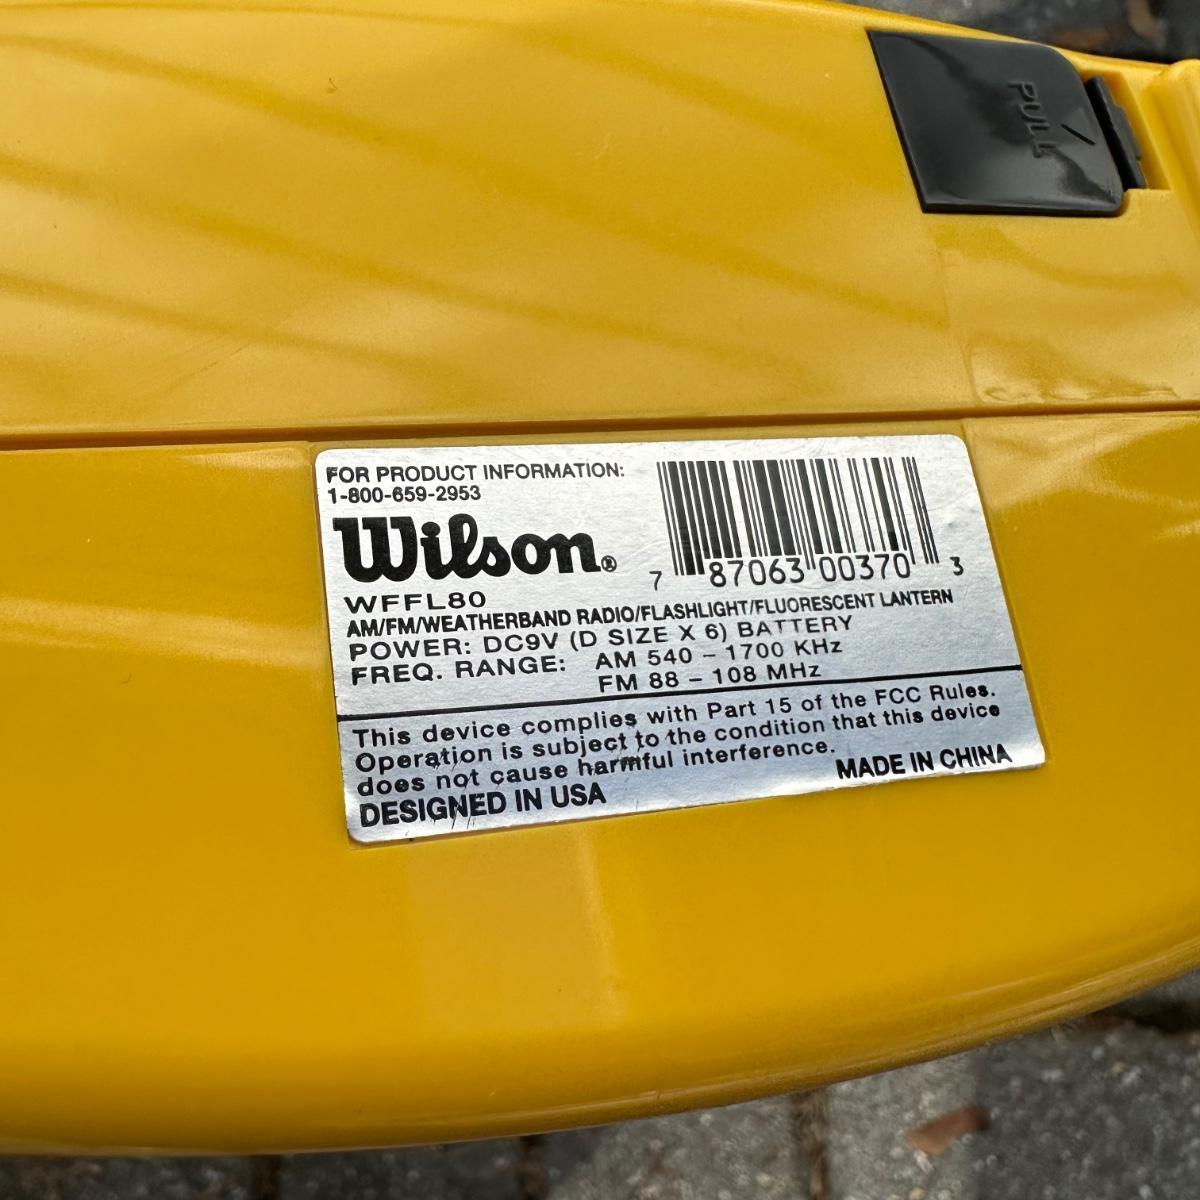 PULL
FOR PRODUCT INFORMATION:
1-800-659-2953
Wilson®
7 87063 00370 3
WFFL80
AM/FM/WEATHERBAND RADIO/FLASHLIGHT/FLUORESCENT LANTERN
POWER: DC9V (D SIZE X 6) BATTERY
FREQ. RANGE: AM 540 – 1700 KHz
FM 88 – 108 MHz
This device complies with Part 15 of the FCC Rules.
Operation is subject to the condition that this device
does not cause harmful interference.
DESIGNED IN USA
MADE IN CHINA